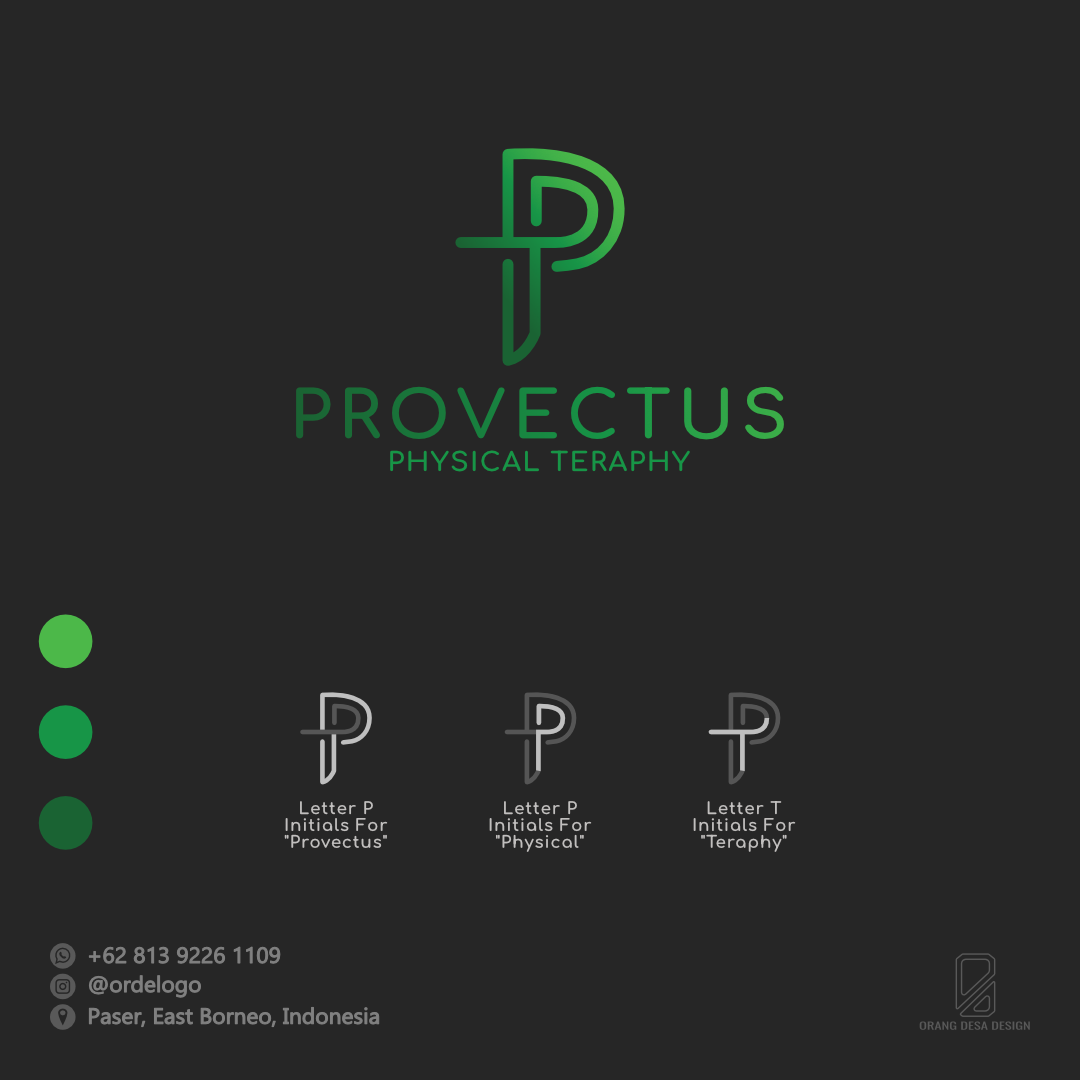 PROVECTUS
PHYSICAL TERAPHY
Letter P
Initials For
"Provectus"
Letter P
Initials For
"Physical"
Letter T
Initials For
"Teraphy"
+62 813 9226 1109
@ordelogo
Paser, East Borneo, Indonesia
ORANG DESA DESIGN